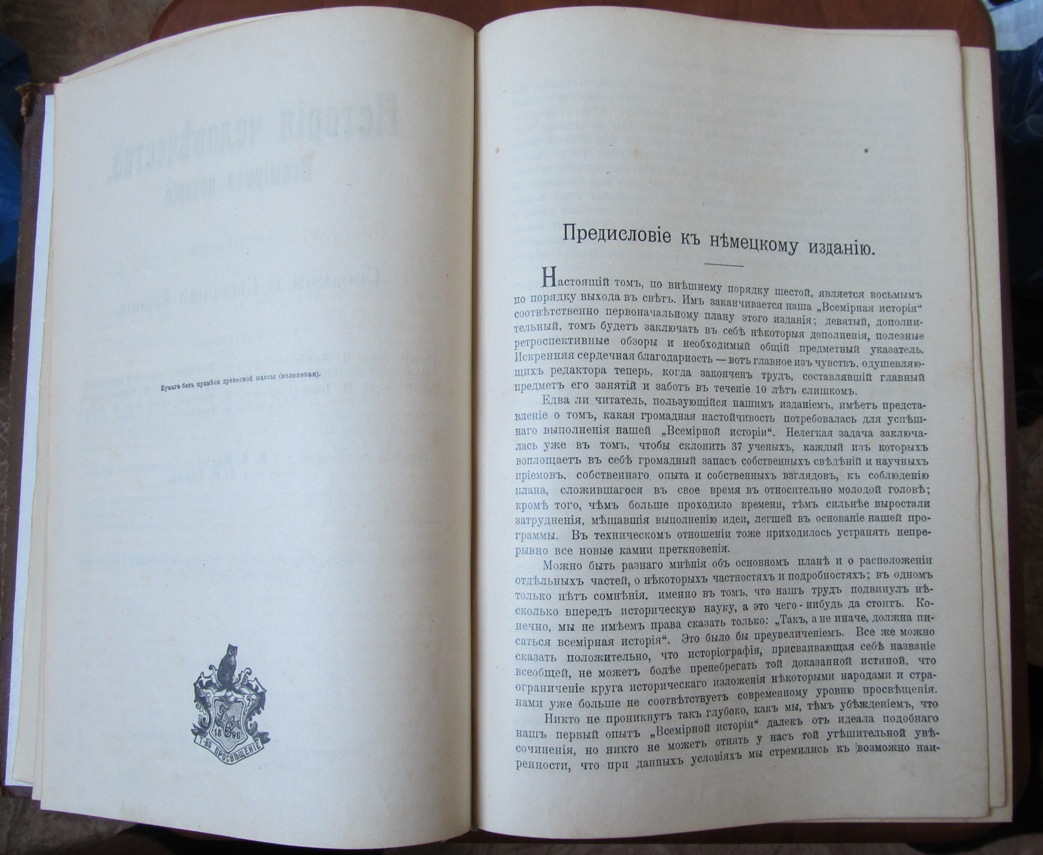 Бумага без примѣси древесной массы (веленевая).
18 96
Т-во ПРОСВѢЩЕНІЕ
Предисловіе къ нѣмецкому изданію.
Настоящій томъ, по внѣшнему порядку шестой, является восьмымъ
по порядку выхода въ свѣтъ. Имъ заканчивается наша „Всемірная исторія“
соотвѣтственно первоначальному плану этого изданія; девятый, дополни-
тельный, томъ будетъ заключать въ себѣ нѣкоторыя дополненія, полезные
ретроспективные обзоры и необходимый общій предметный указатель.
Искренняя сердечная благодарность — вотъ главное изъ чувствъ, одушевляю-
щихъ редактора теперь, когда законченъ трудъ, составлявшій главный
предметъ его занятій и заботъ въ теченіе 10 лѣтъ слишкомъ.
Едва ли читатель, пользующійся нашимъ изданіемъ, имѣетъ предста-
вленіе о томъ, какая громадная настойчивость потребовалась для успѣш-
наго выполненія нашей „Всемірной исторіи“. Нелегкая задача заключа-
лась уже въ томъ, чтобы склонить 37 ученыхъ, каждый изъ которыхъ
воплощаетъ въ себѣ громадный запасъ собственныхъ свѣдѣній и научныхъ
пріемовъ, собственнаго опыта и собственныхъ взглядовъ, къ соблюденію
плана, сложившагося въ свое время въ относительно молодой головѣ;
кромѣ того, чѣмъ больше проходило времени, тѣмъ сильнѣе выростали
затрудненія, мѣшавшія выполненію идеи, легшей въ основаніе нашей про-
граммы. Въ техническомъ отношеніи тоже приходилось устранять непре-
рывно все новые камни преткновенія.
Можно быть разнаго мнѣнія объ основномъ планѣ и о расположеніи
отдѣльныхъ частей, о нѣкоторыхъ частностяхъ и подробностяхъ; въ одномъ
только нѣтъ сомнѣнія, именно въ томъ, что нашъ трудъ подвинулъ нѣ-
сколько впередъ историческую науку, а это чего-нибудь да стоитъ. Ко-
нечно, мы не имѣемъ права сказать только: „Такъ, а не иначе, должна пи-
саться всемірная исторія“. Это было бы преувеличеніемъ. Все же можно
сказать положительно, что исторіографія, присваивающая себѣ названіе
всеобщей, не можетъ болѣе пренебрегать той доказанной истиной, что
ограниченіе круга историческаго изложенія нѣкоторыми народами и стра-
нами уже больше не соотвѣтствуетъ современному уровню просвѣщенія.
Никто не проникнутъ такъ глубоко, какъ мы, тѣмъ убѣжденіемъ, что
нашъ первый опытъ „Всемірной исторіи“ далекъ отъ идеала подобнаго
сочиненія, но никто не можетъ отнять у насъ той утѣшительной увѣ-
ренности, что при данныхъ условіяхъ мы стремились къ возможно наи-